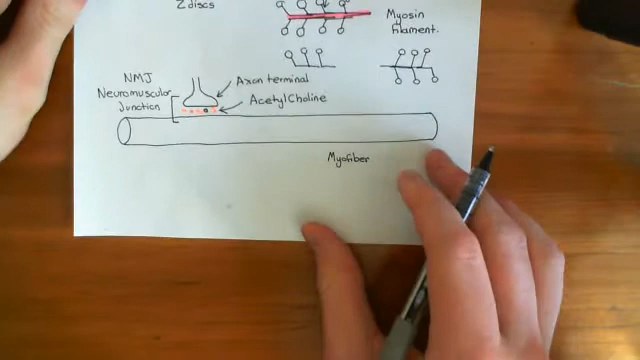 Z discs
Myosin
Filament.
NMJ
Neuromuscular
Junction
Axon terminal
AcetylCholine
Myofiber